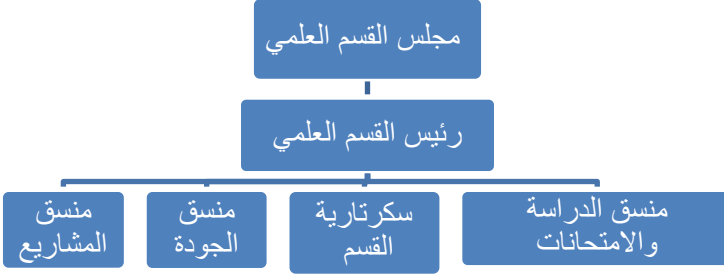 مجلس القسم العلمي
رئيس القسم العلمي
منسق الدراسة
والامتحانات
سكرتارية
القسم
منسق
الجودة
منسق
المشاريع